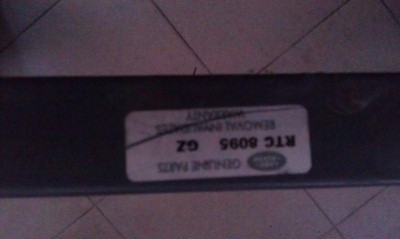 GENUINE PARTS
RTC 8095 GZ
REMOVAL INVALIDATES
WARRANTY